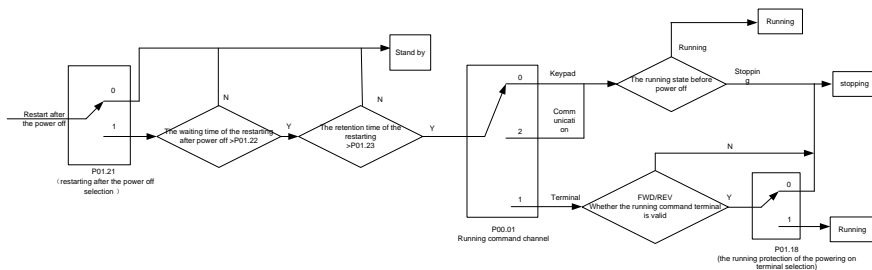 Restart after
the power off
0
1
P01.21
（restarting after the power off
selection ）
N
The waiting time of the restarting
after power off >P01.22
Y
N
The retention time of the
restarting
>P01.23
Y
Stand by
0
2
1
P00.01
Running command channel
Keypad
Comm
unicati
on
Terminal
The running state before
power off
Running
Running
Stoppin
g
stopping
N
FWD/REV
Whether the running command terminal
is valid
Y
0
1
Running
P01.18
(the running protection of the powering on
terminal selection)